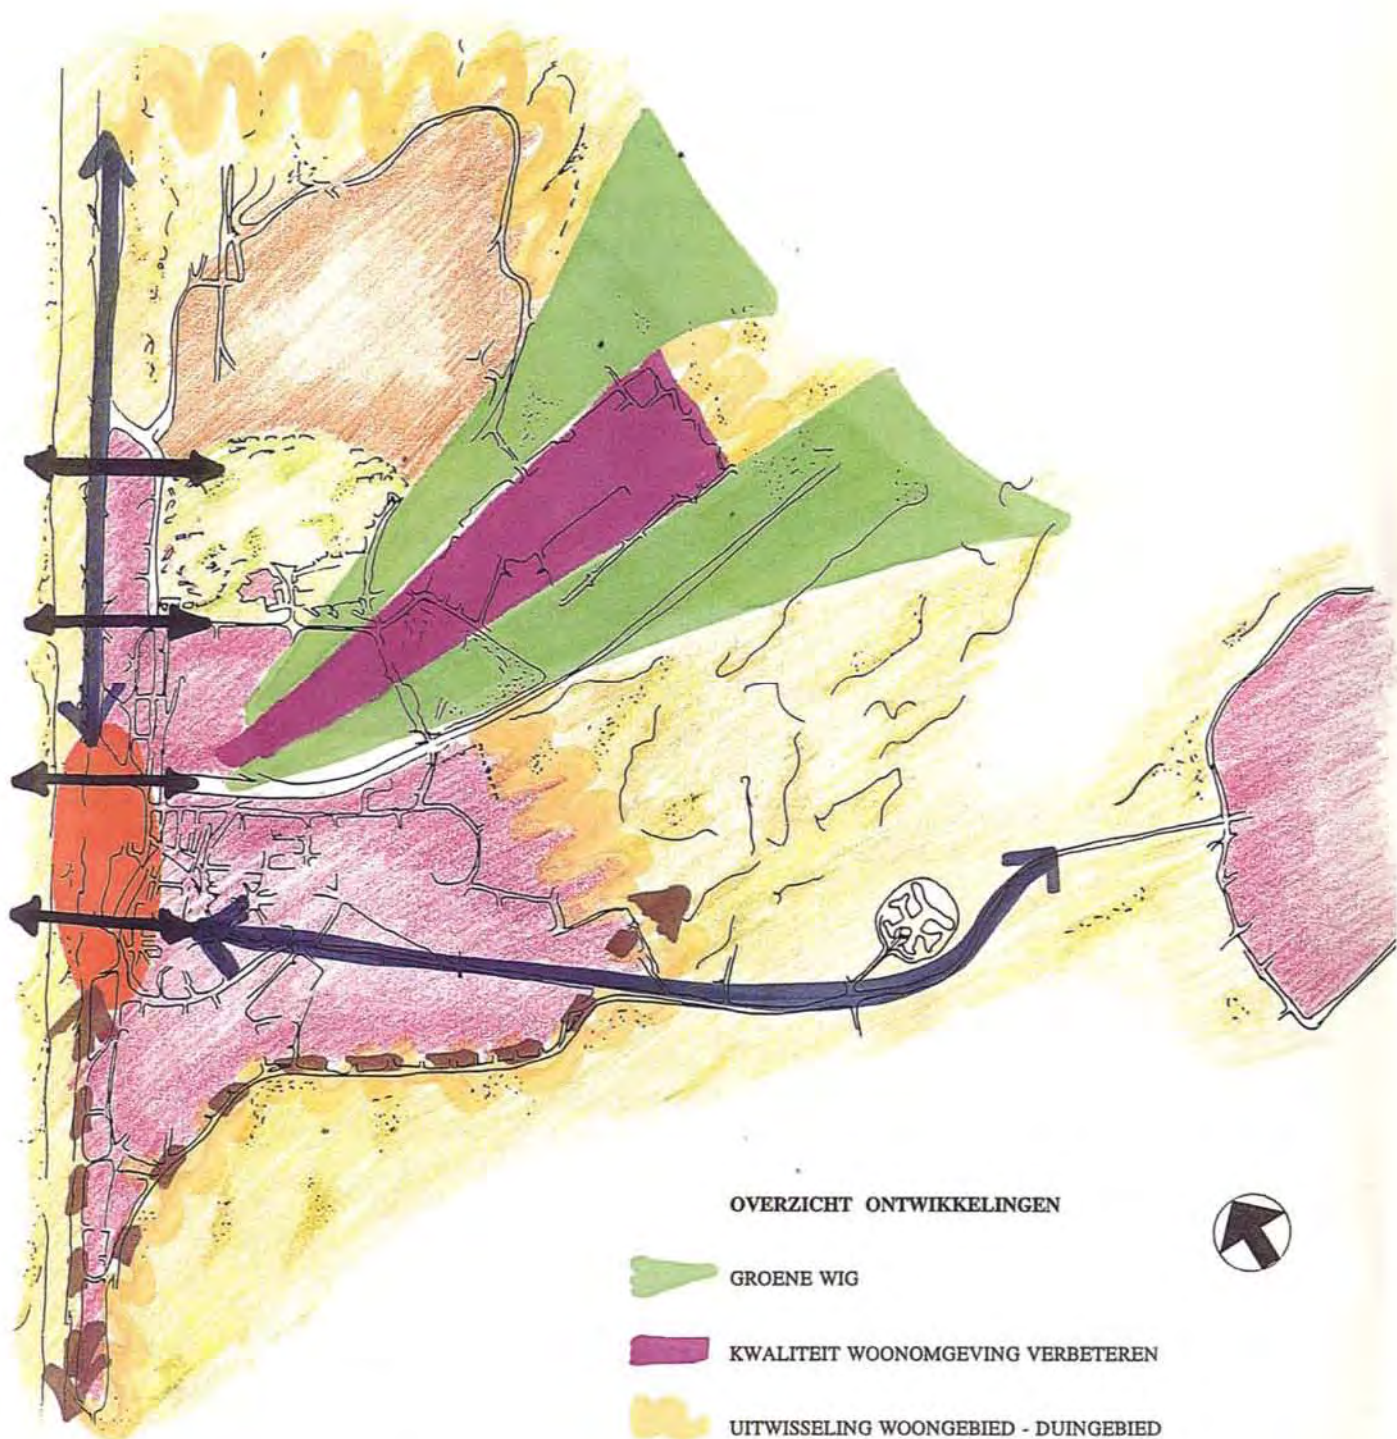 OVERZICHT ONTWIKKELINGEN
GROENE WIG
KWALITEIT WOONOMGEVING VERBETEREN
UITWISSELING WOONGEBIED - DUINGEBIED